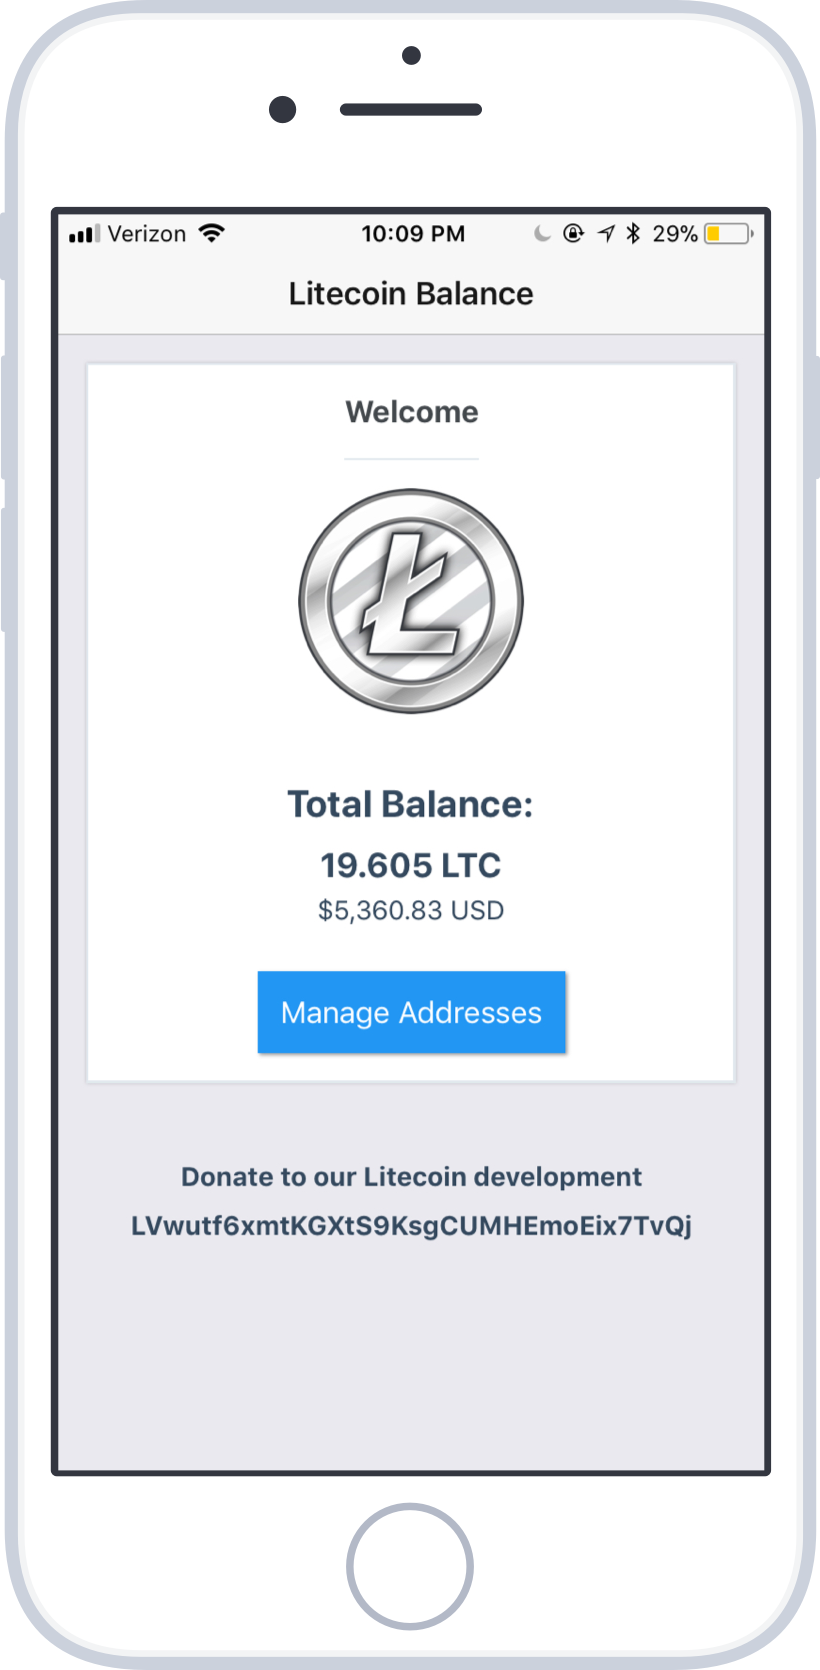 Verizon 10:09 PM 29%
Litecoin Balance
Welcome
Total Balance:
19.605 LTC
$5,360.83 USD
Manage Addresses
Donate to our Litecoin development
LVwutf6xmtKGXtS9KsgCUMHEmoEix7TvQj